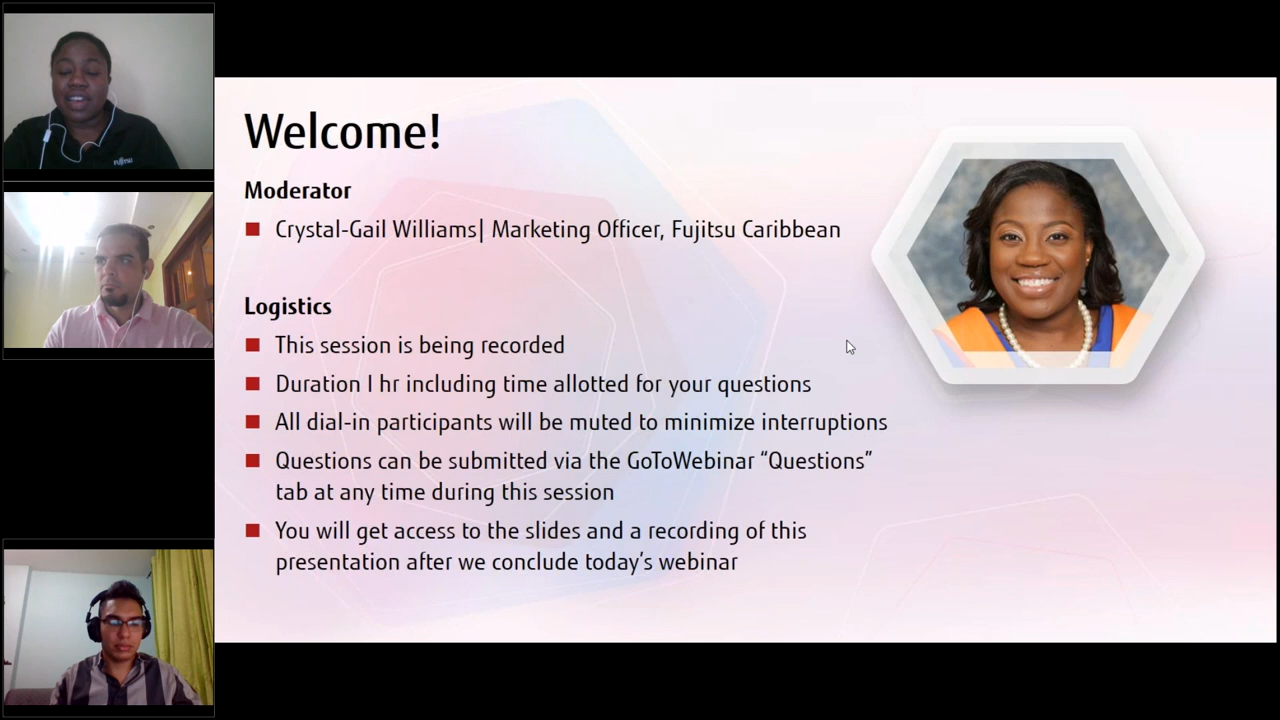 Welcome!
Moderator
Crystal-Gail Williams| Marketing Officer, Fujitsu Caribbean
Logistics
This session is being recorded
Duration 1 hr including time allotted for your questions
All dial-in participants will be muted to minimize interruptions
Questions can be submitted via the GoToWebinar “Questions”
tab at any time during this session
You will get access to the slides and a recording of this
presentation after we conclude today’s webinar
FUJITSU